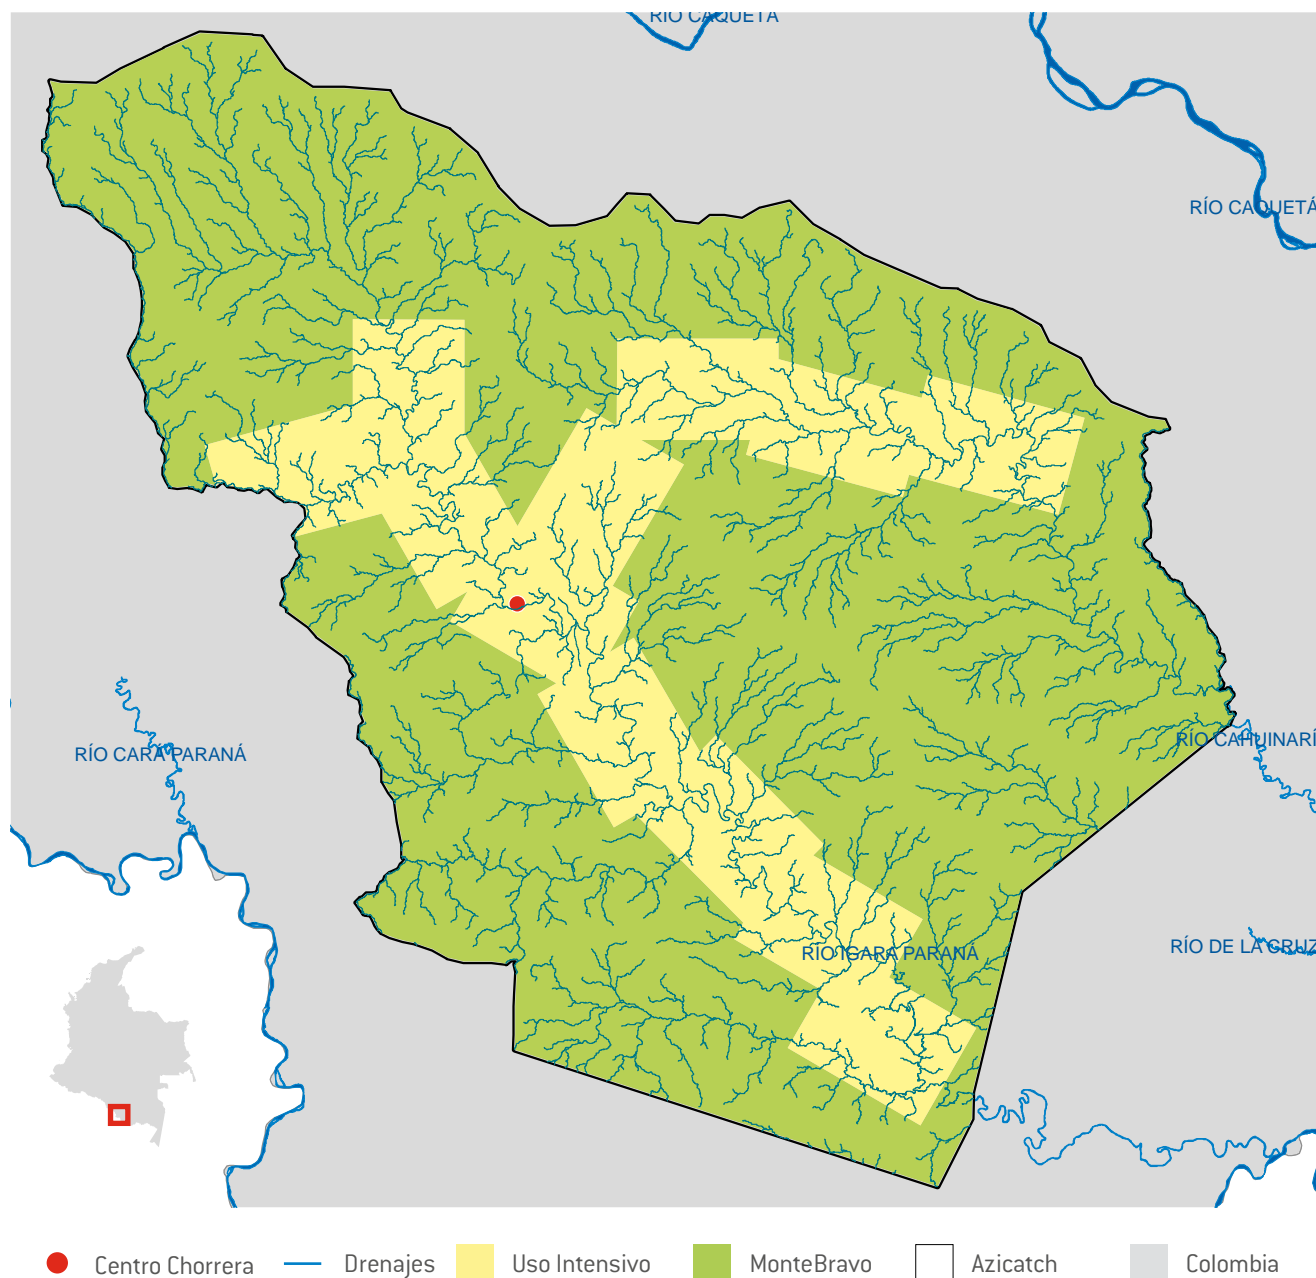 RÍO CAQUETÁ
RÍO CAQUETÁ
RÍO CARÁ PARANÁ
RÍO CAHUINARÍ
RÍO IGARA PARANÁ
RÍO DE LA CRUZ
Centro Chorrera
Drenajes
Uso Intensivo
MonteBravo
Azicatch
Colombia